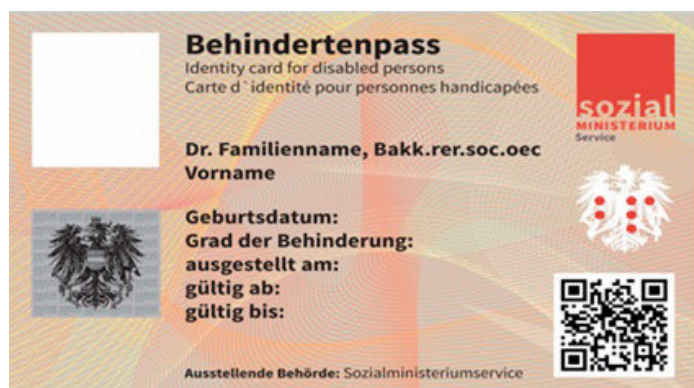 Behindertenpass
Identity card for disabled persons
Carte d`identité pour personnes handicapées
sozial
MINISTERIUM
Service
Dr. Familienname, Bakk.rer.soc.oec
Vorname
Geburtsdatum:
Grad der Behinderung:
ausgestellt am:
gültig ab:
gültig bis:
Ausstellende Behörde: Sozialministeriumservice